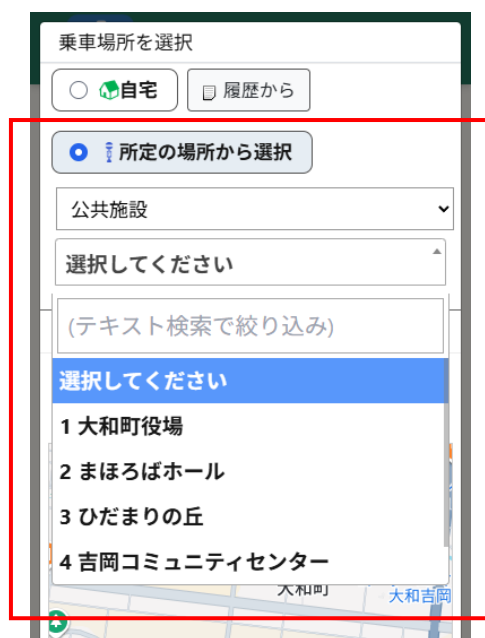 乗車場所を選択
自宅 履歴から
所定の場所から選択
公共施設
選択してください
(テキスト検索で絞り込み)
選択してください
1 大和町役場
2 まほろばホール
3 ひだまりの丘
4 吉岡コミュニティセンター
大和町
大和吉岡